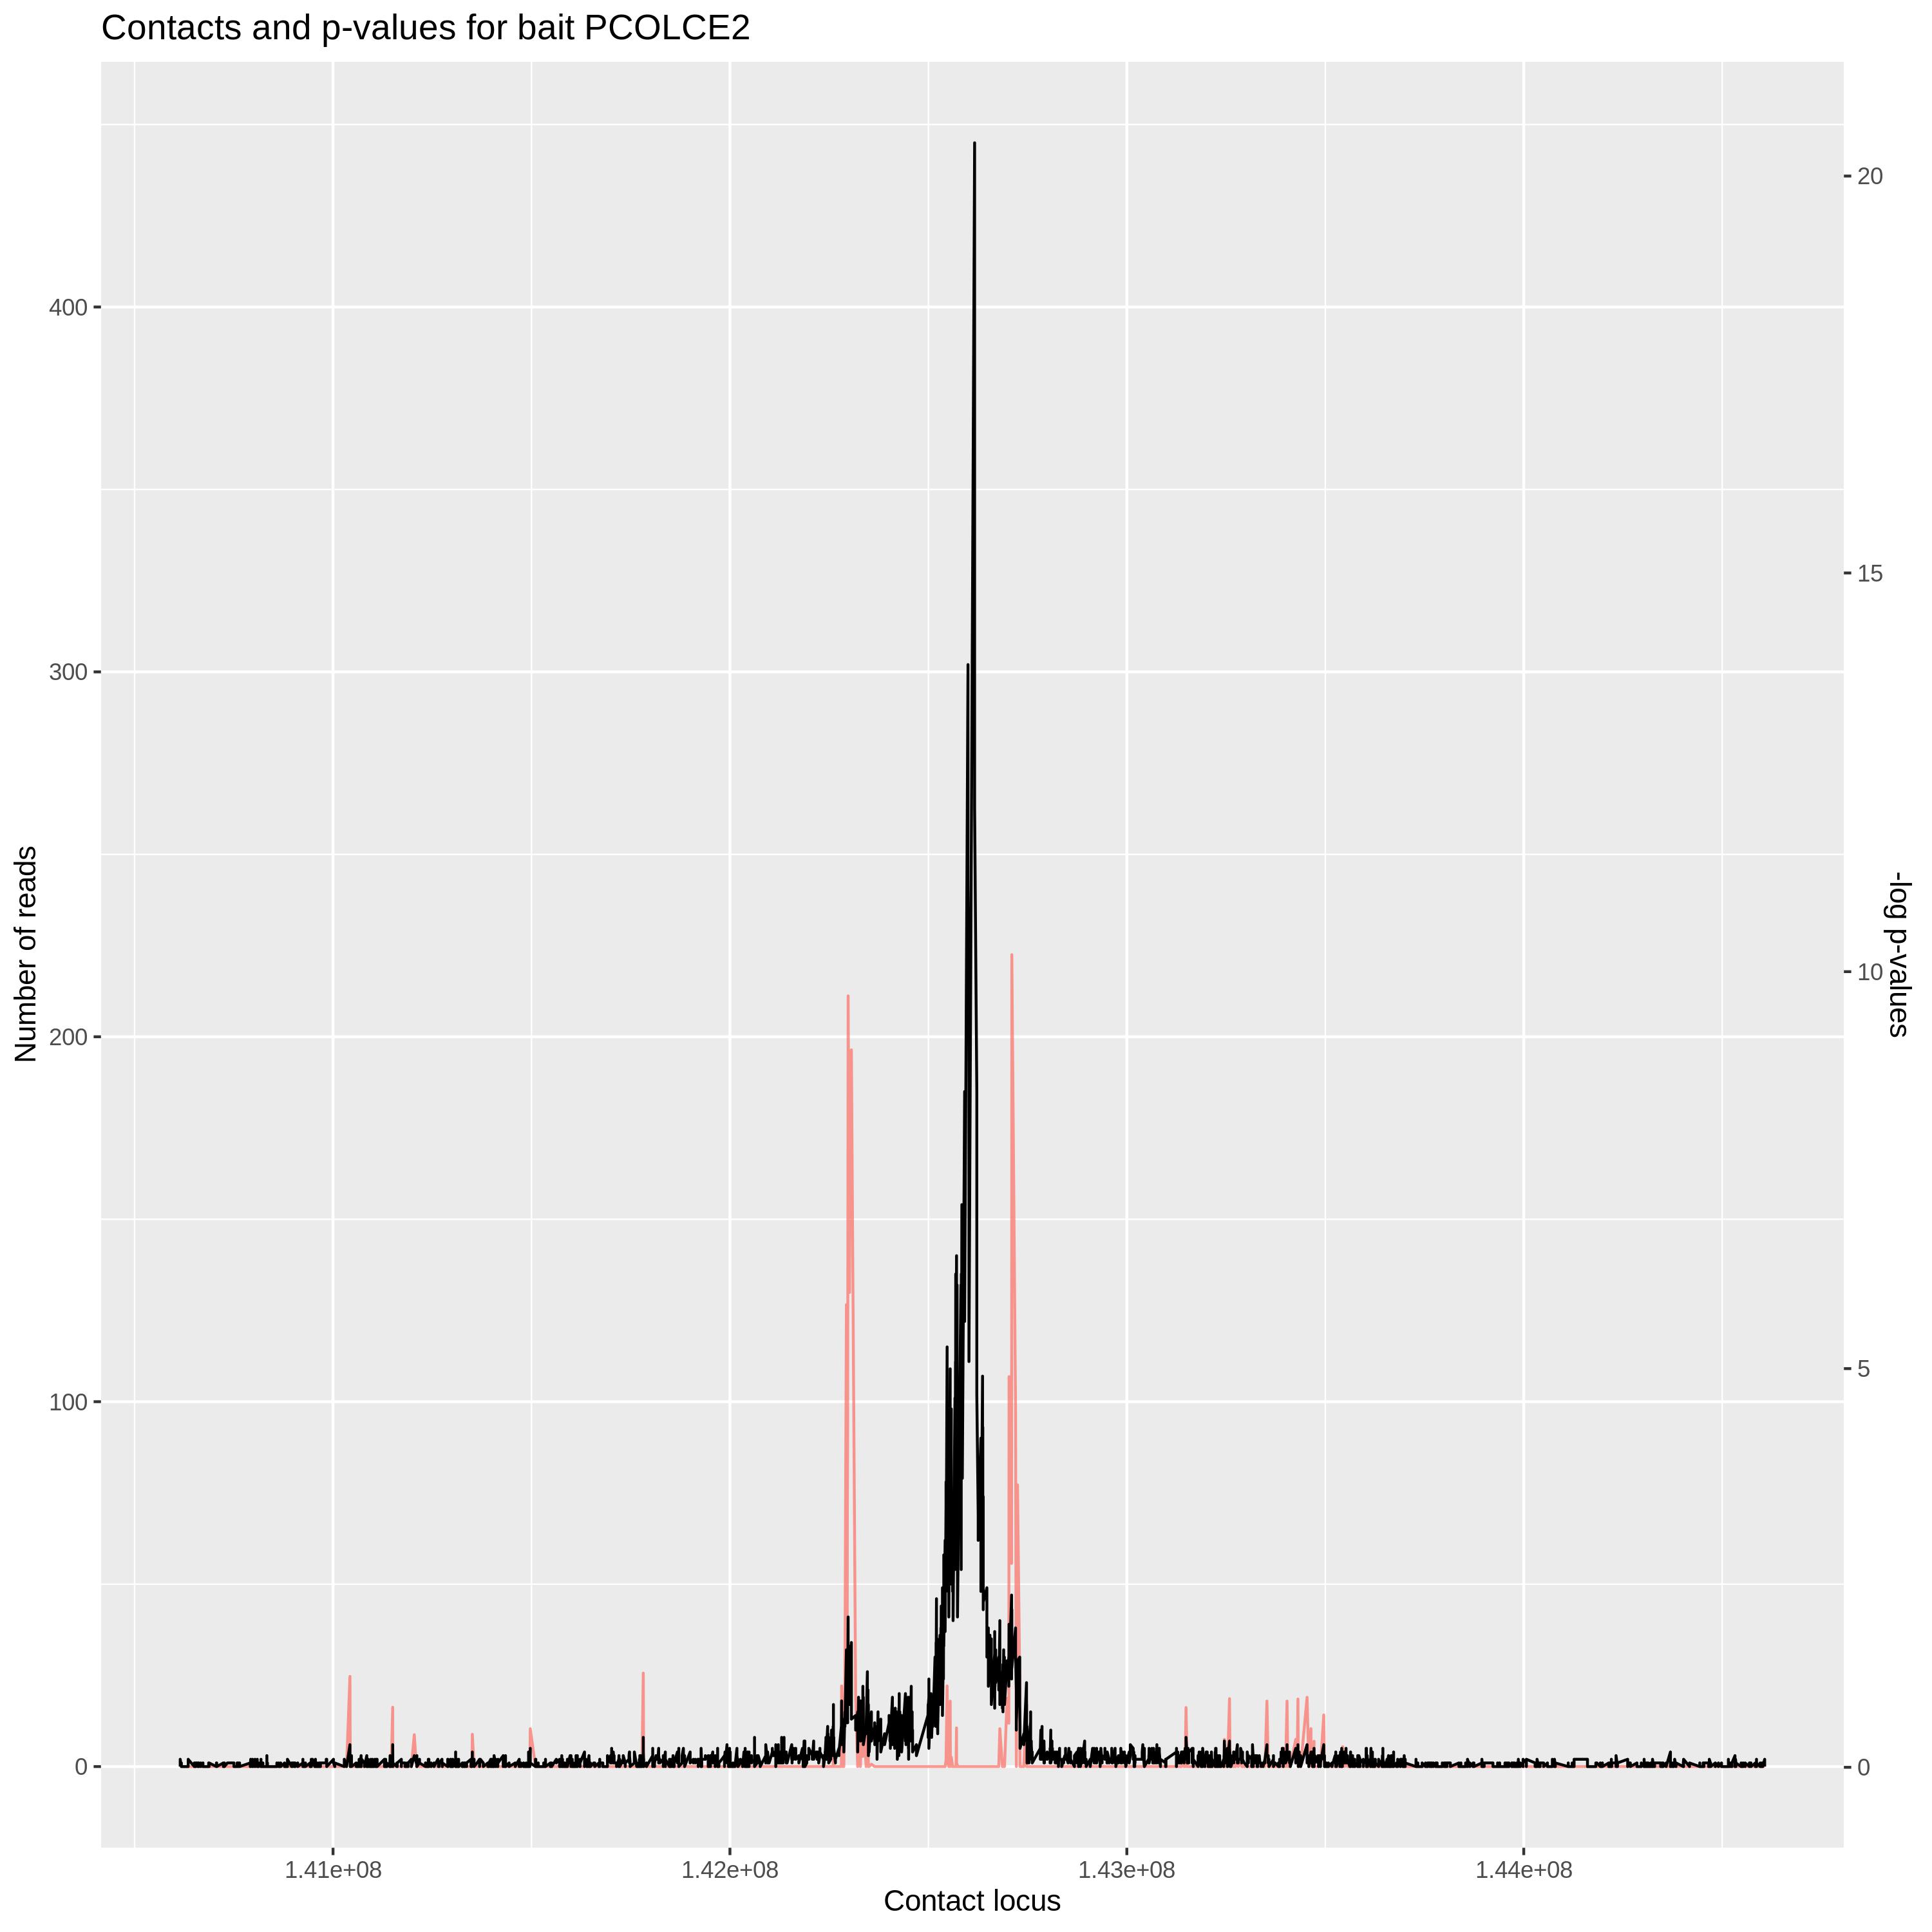 Contacts and p-values for bait PCOLCE2
Number of reads
400
300
200
100
0
20
15
10
5
0
-log p-values
1.41e+08
1.42e+08
1.43e+08
1.44e+08
Contact locus